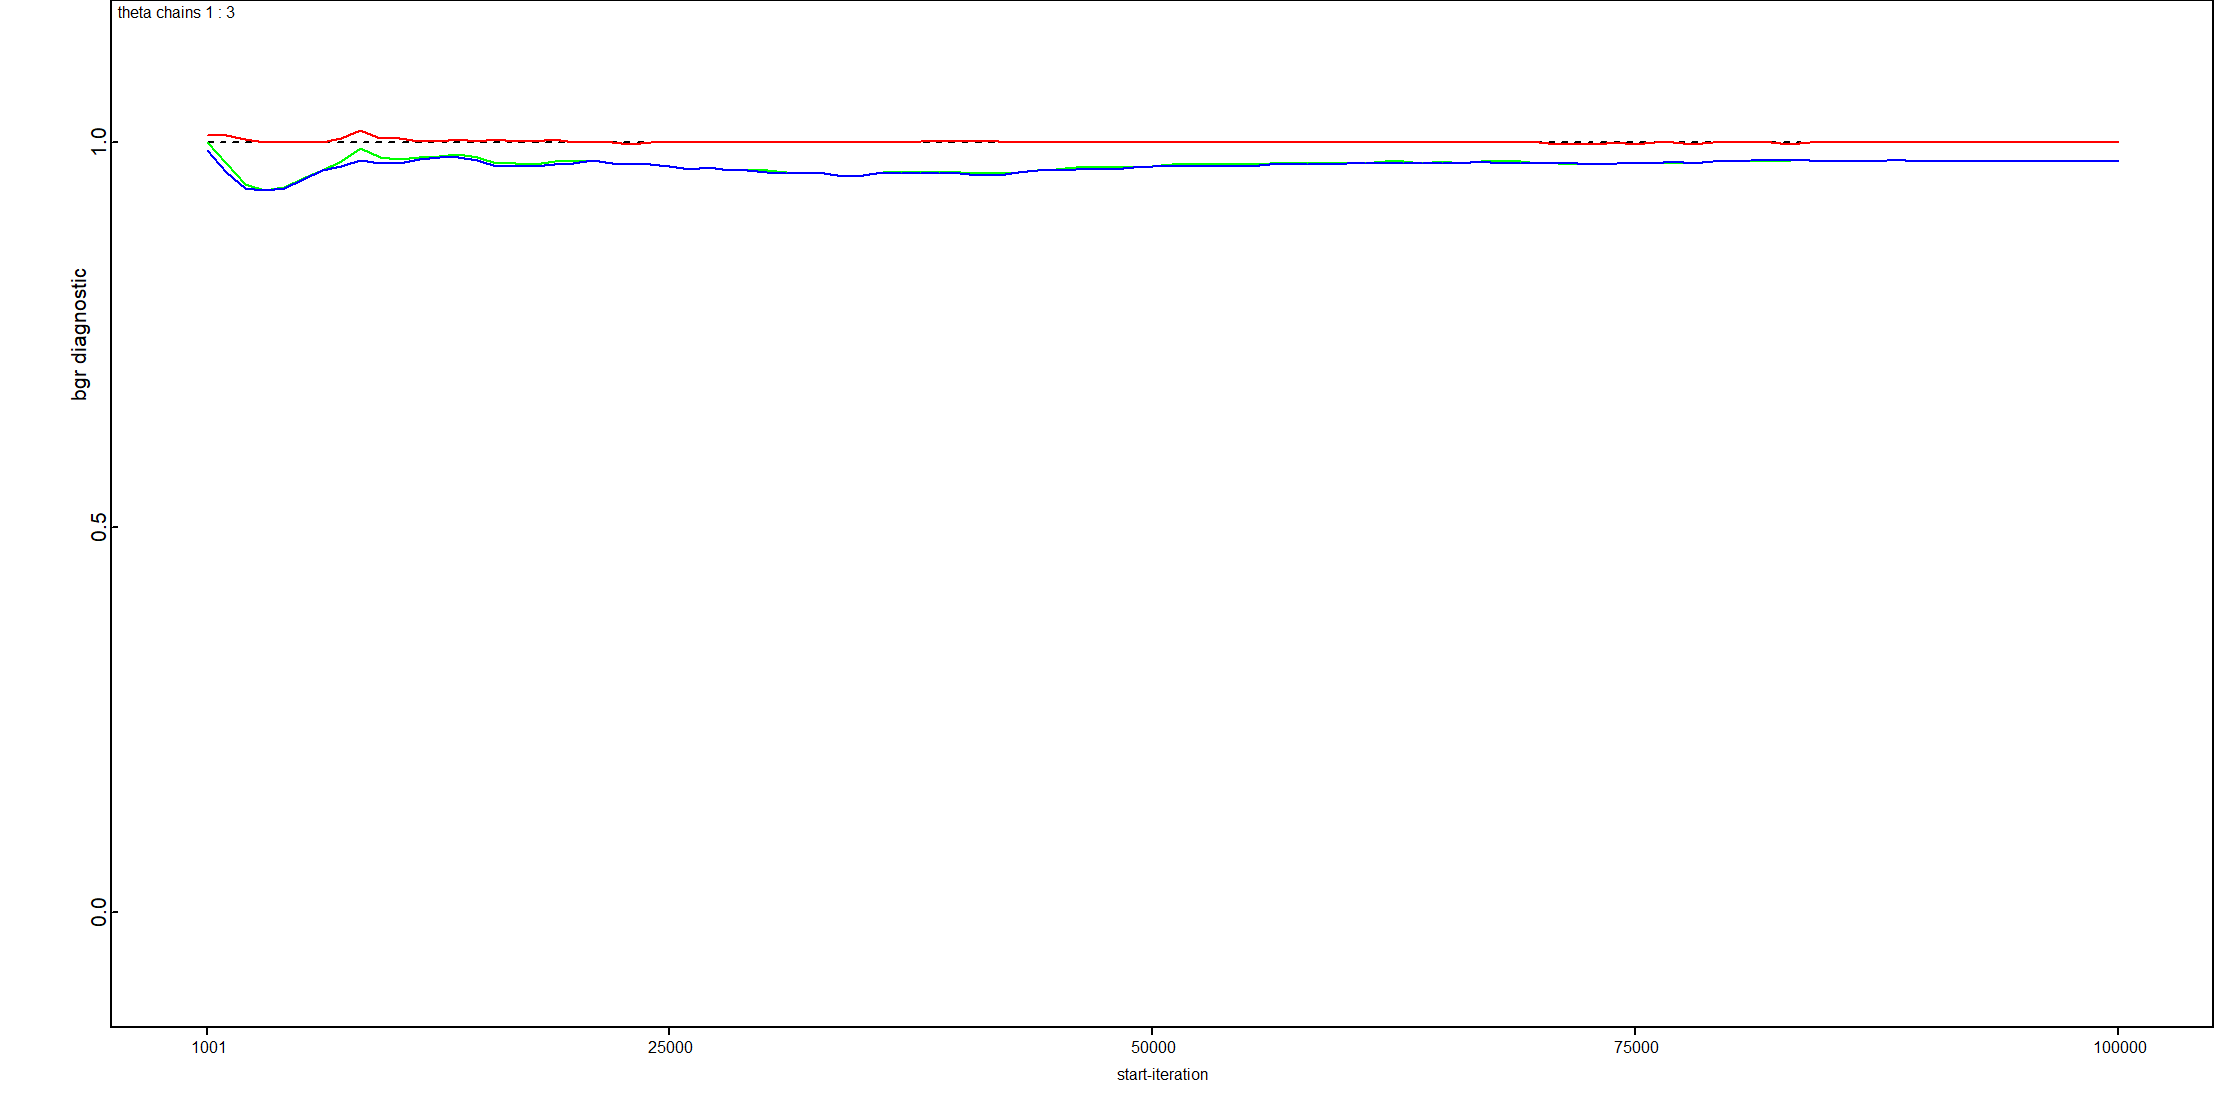 theta chains 1 : 3
1.0
0.5
0.0
bgr diagnostic
1001 25000 50000 75000 100000
start-iteration